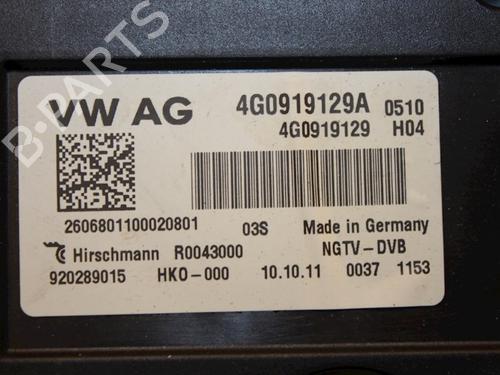 B-PARTS
VW AG 4G0919129A 0510
4G0919129 H04
2606801100020801 03S Made in Germany
Hirschmann R0043000 NGTV-DVB
920289015 HKO-000 10.10.11 0037 1153